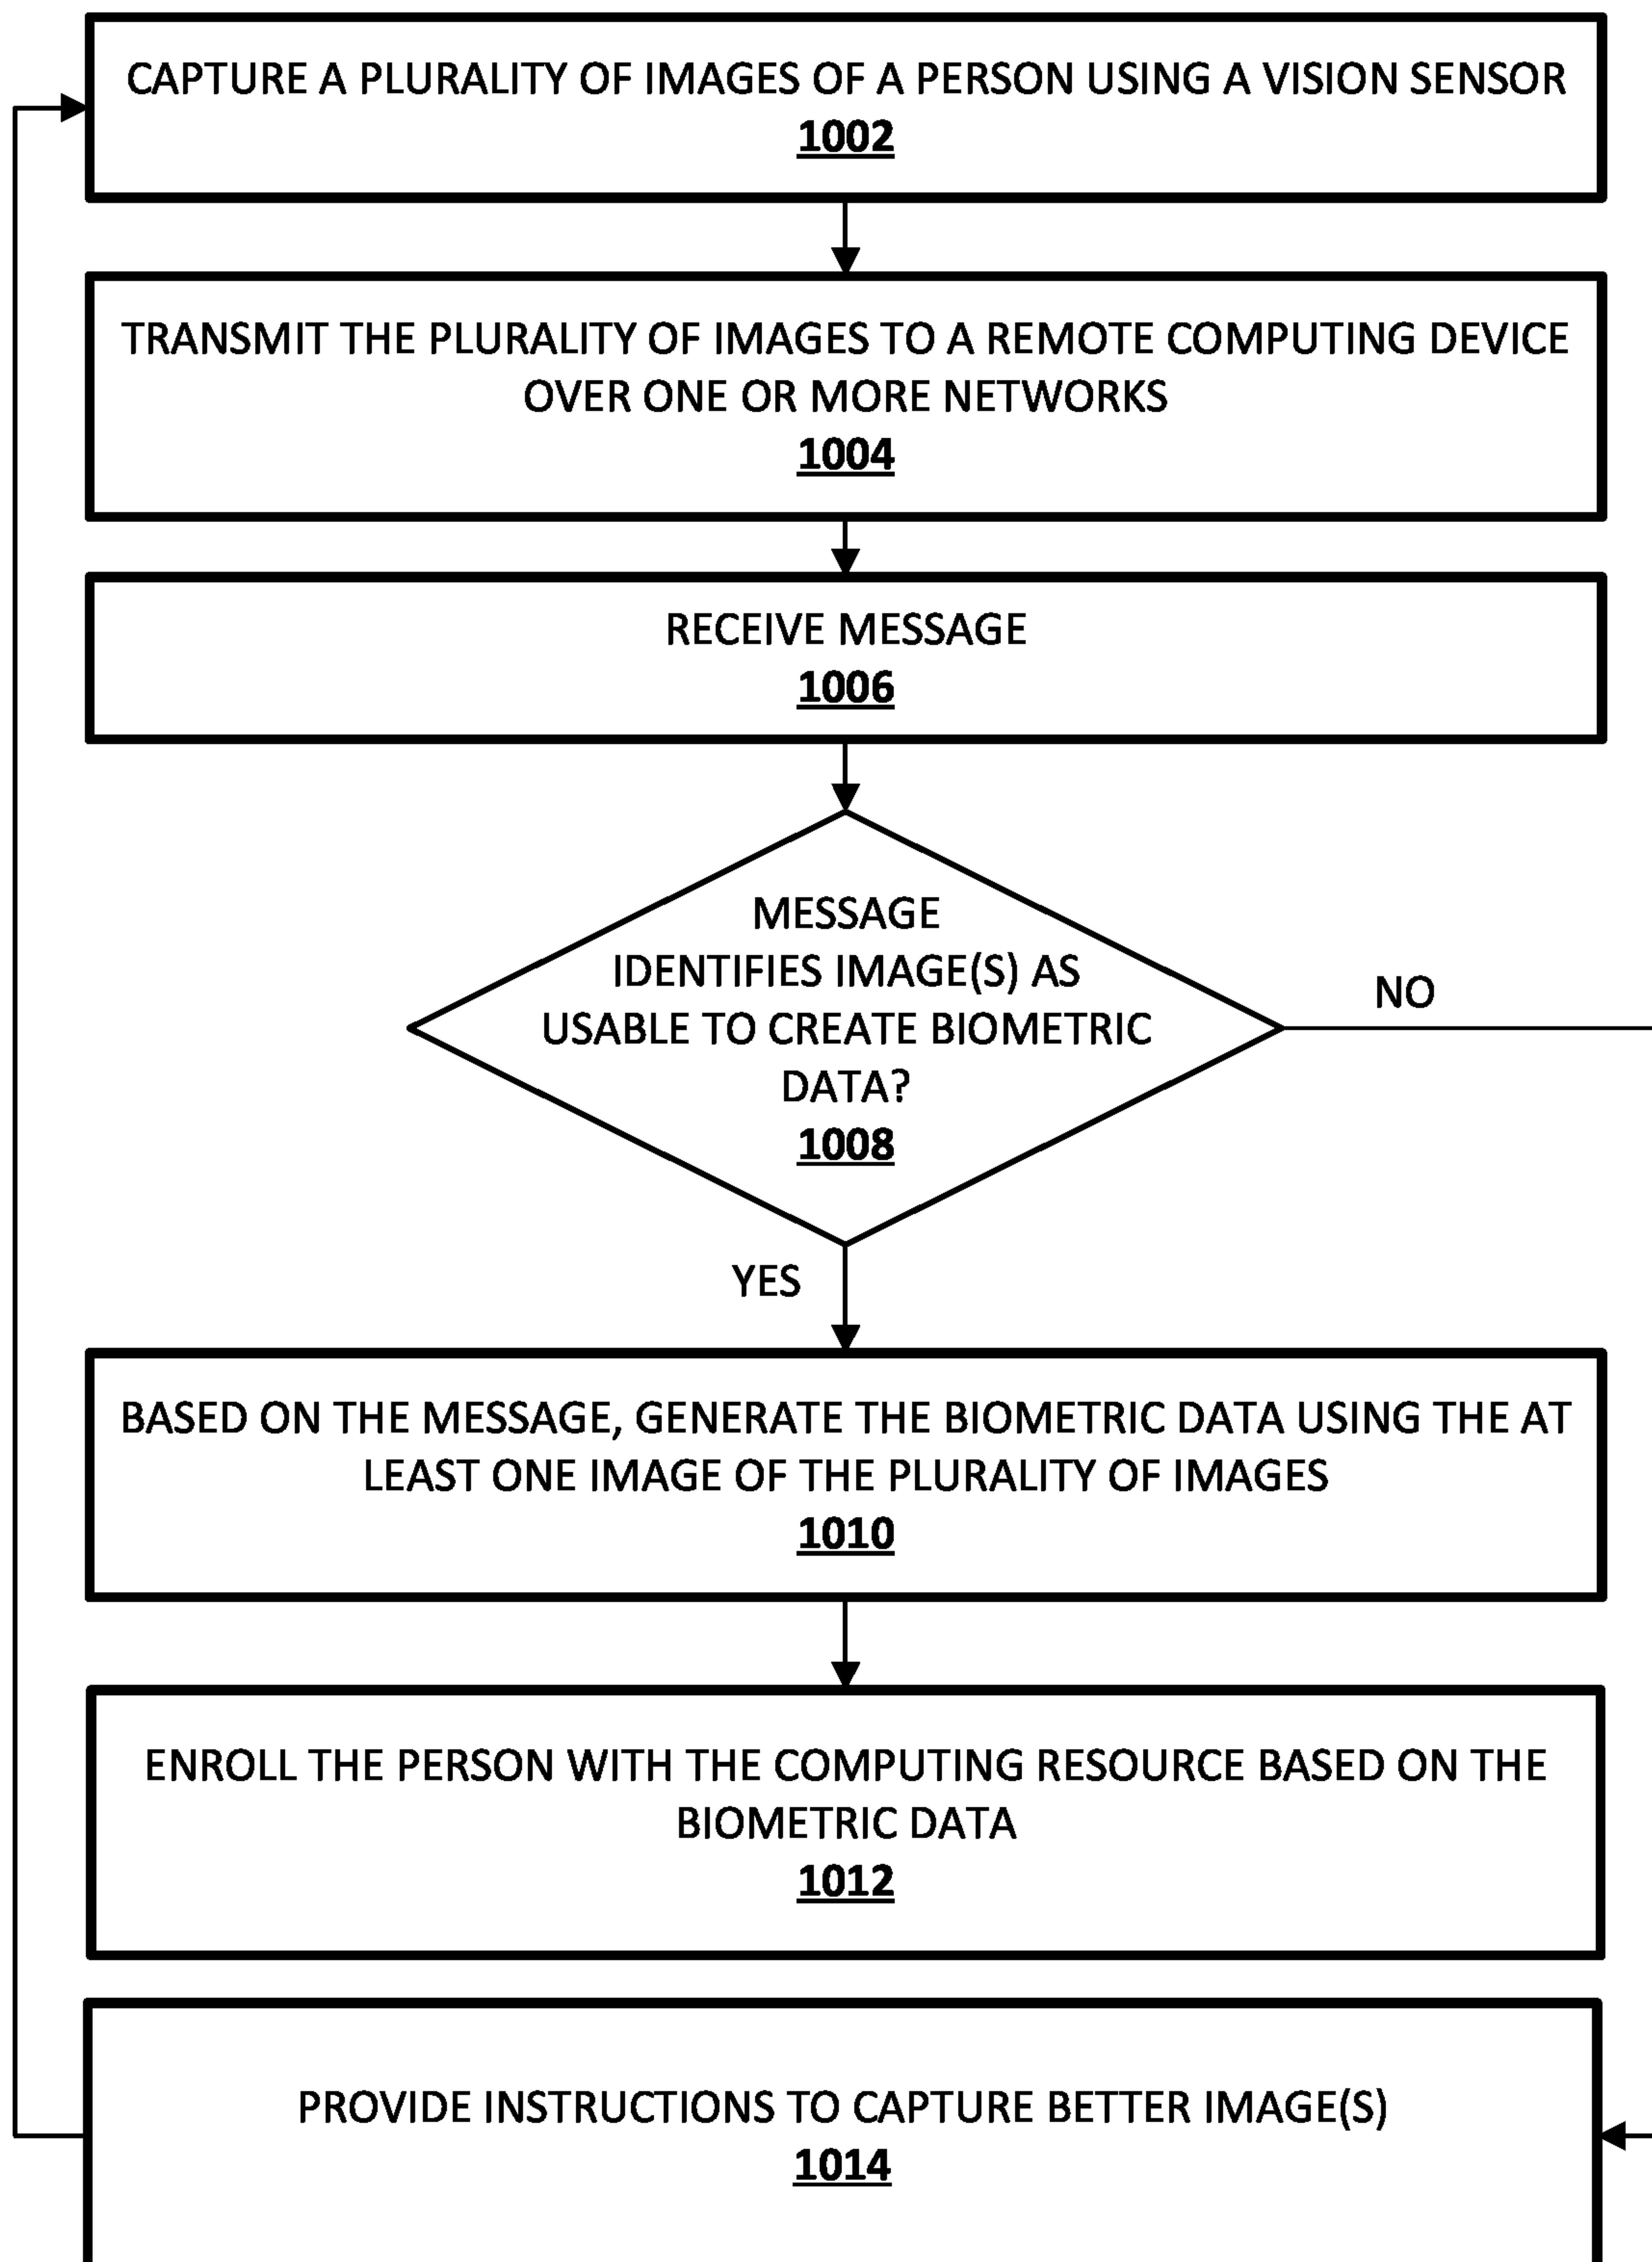 CAPTURE A PLURALITY OF IMAGES OF A PERSON USING A VISION SENSOR
1002
TRANSMIT THE PLURALITY OF IMAGES TO A REMOTE COMPUTING DEVICE
OVER ONE OR MORE NETWORKS
1004
RECEIVE MESSAGE
1006
MESSAGE
IDENTIFIES IMAGE(S) AS
USABLE TO CREATE BIOMETRIC
DATA?
1008
NO
YES
BASED ON THE MESSAGE, GENERATE THE BIOMETRIC DATA USING THE AT
LEAST ONE IMAGE OF THE PLURALITY OF IMAGES
1010
ENROLL THE PERSON WITH THE COMPUTING RESOURCE BASED ON THE
BIOMETRIC DATA
1012
PROVIDE INSTRUCTIONS TO CAPTURE BETTER IMAGE(S)
1014